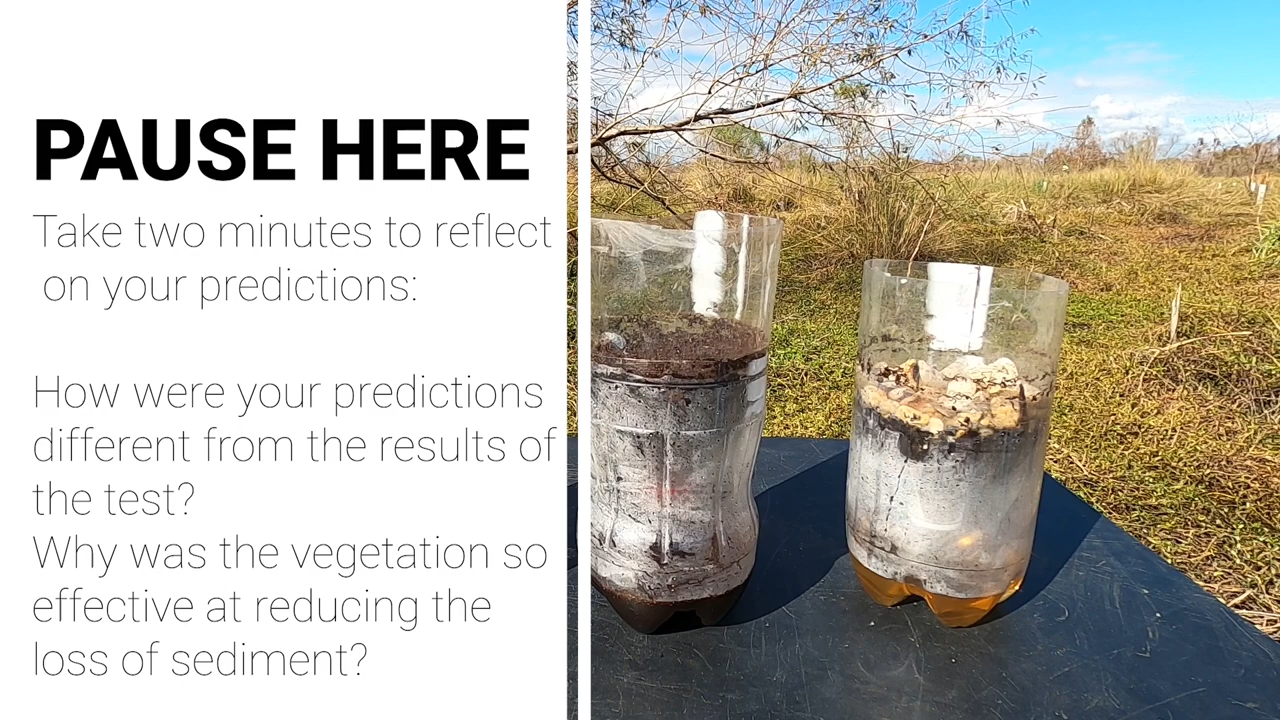 PAUSE HERE
Take two minutes to reflect
on your predictions:
How were your predictions
different from the results of
the test?
Why was the vegetation so
effective at reducing the
loss of sediment?